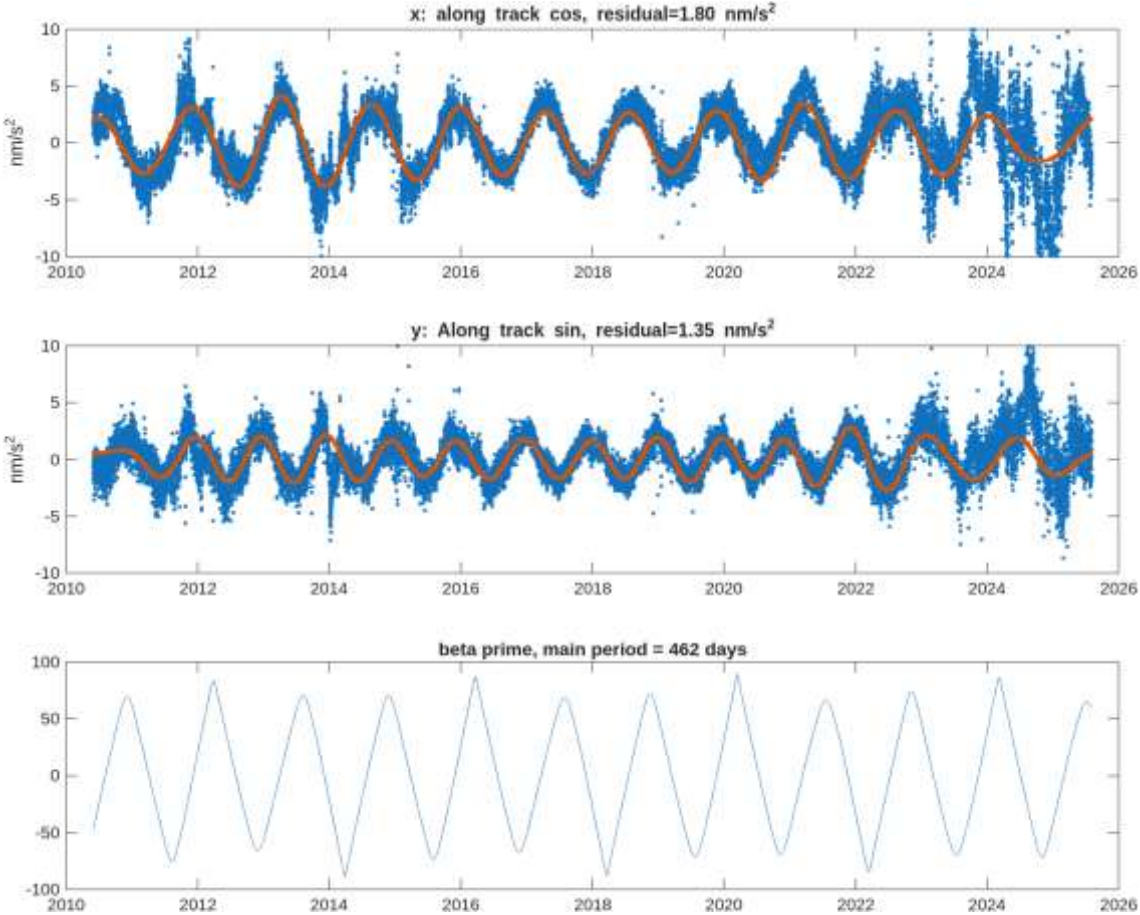 x: along track cos, residual=1.80 nm/s²
10
5
0
-5
-10
nm/s²
2010 2012 2014 2016 2018 2020 2022 2024 2026
y: Along track sin, residual=1.35 nm/s²
10
5
0
-5
-10
nm/s²
2010 2012 2014 2016 2018 2020 2022 2024 2026
beta prime, main period = 462 days
100
50
0
-50
-100
2010 2012 2014 2016 2018 2020 2022 2024 2026